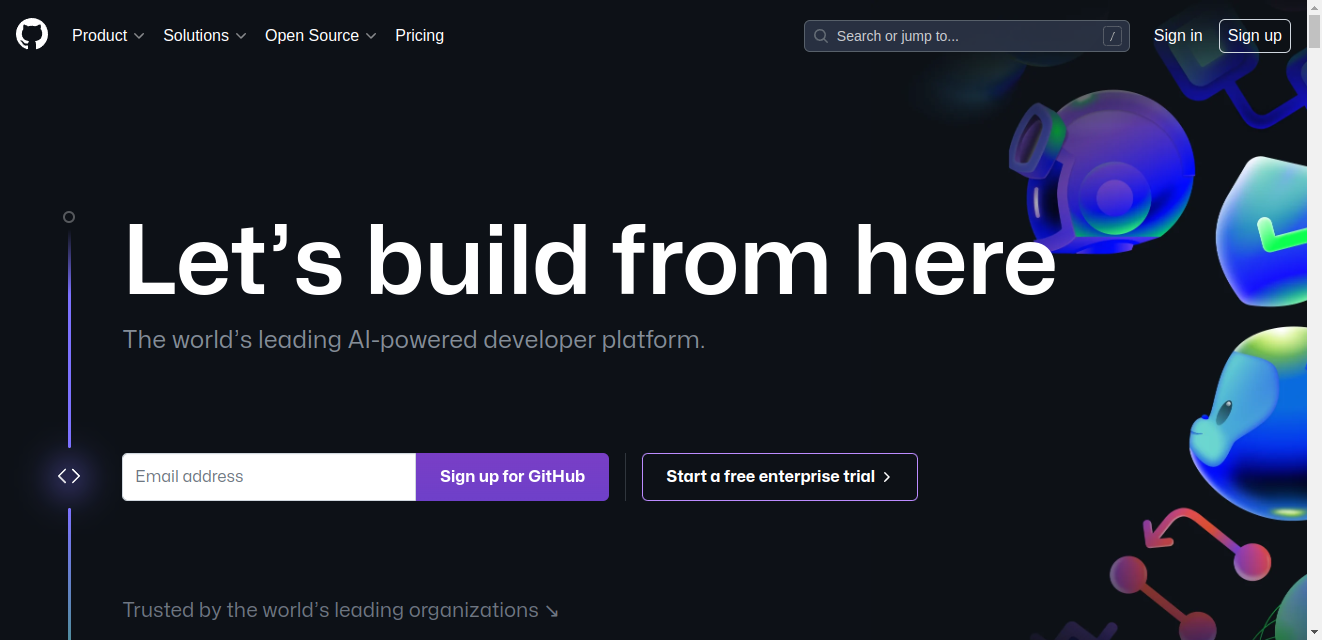 Product Solutions Open Source Pricing Search or jump to... / Sign in Sign up
Let’s build from here
The world’s leading AI-powered developer platform.
Email address Sign up for GitHub Start a free enterprise trial
Trusted by the world’s leading organizations ↘